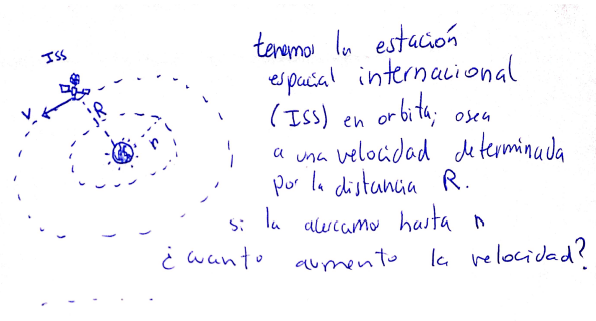 ISS
V
R
r
tenemos la estación
espacial internacional
(ISS) en orbita; osea
a una velocidad determinada
por la distancia R.
si la acercamo hasta r
¿cuanto aumento la velocidad?